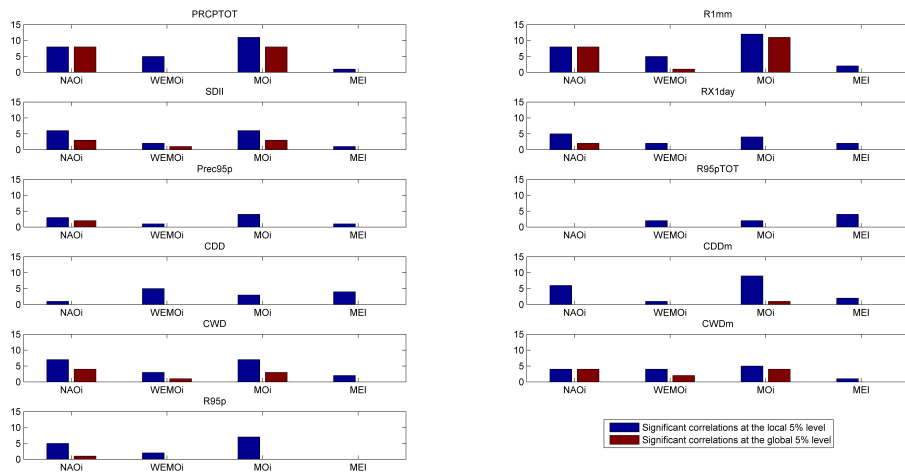 PRCPTOT
15
10
5
0
NAOi WEMOi MOi MEI
R1mm
15
10
5
0
NAOi WEMOi MOi MEI
SDII
15
10
5
0
NAOi WEMOi MOi MEI
RX1day
15
10
5
0
NAOi WEMOi MOi MEI
Prec95p
15
10
5
0
NAOi WEMOi MOi MEI
R95pTOT
15
10
5
0
NAOi WEMOi MOi MEI
CDD
15
10
5
0
NAOi WEMOi MOi MEI
CDDm
15
10
5
0
NAOi WEMOi MOi MEI
CWD
15
10
5
0
NAOi WEMOi MOi MEI
CWDm
15
10
5
0
NAOi WEMOi MOi MEI
R95p
15
10
5
0
NAOi WEMOi MOi MEI
Significant correlations at the local 5% level
Significant correlations at the global 5% level